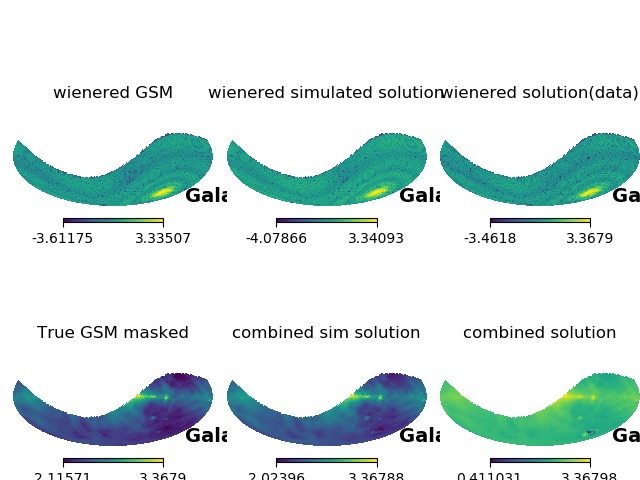 wienered GSM
wienered simulated solution
wienered solution(data)
Gala
Gala
Ga
-3.61175 3.33507
-4.07866 3.34093
-3.4618 3.3679
True GSM masked
combined sim solution
combined solution
Gala
Gala
Ga
2.11571 3.3679
2.02396 3.36788
0.411031 3.36798